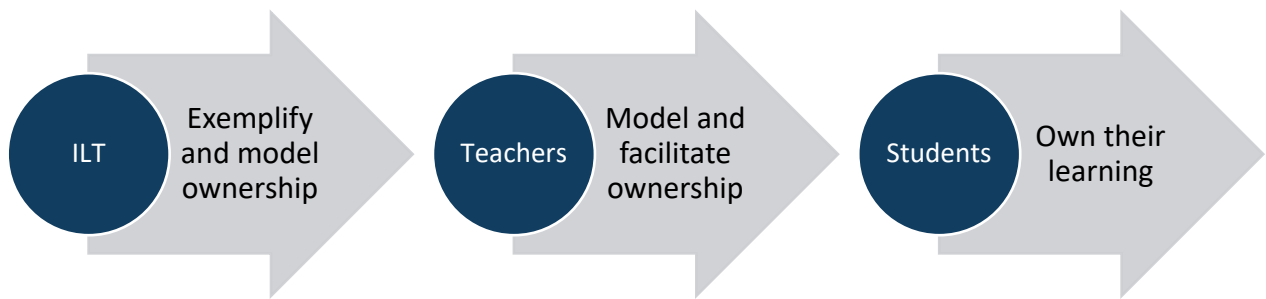 ILT
Exemplify
and model
ownership
Teachers
Model and
facilitate
ownership
Students
Own their
learning